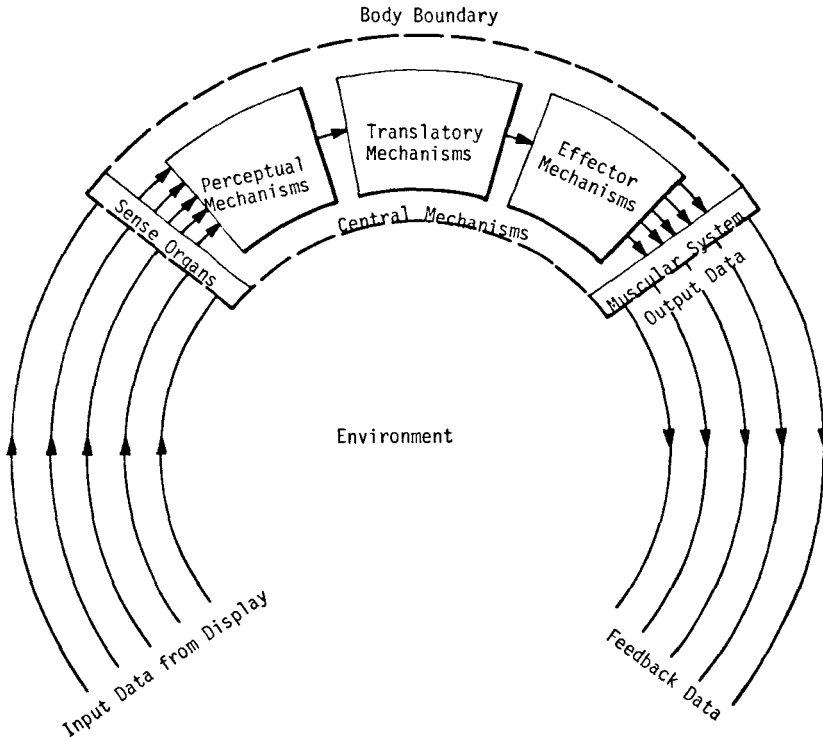 Body Boundary
Perceptual
Mechanisms
Translatory
Mechanisms
Effector
Mechanisms
Sense Organs
Central Mechanisms
Muscular System
Output Data
Environment
Input Data from Display
Feedback Data